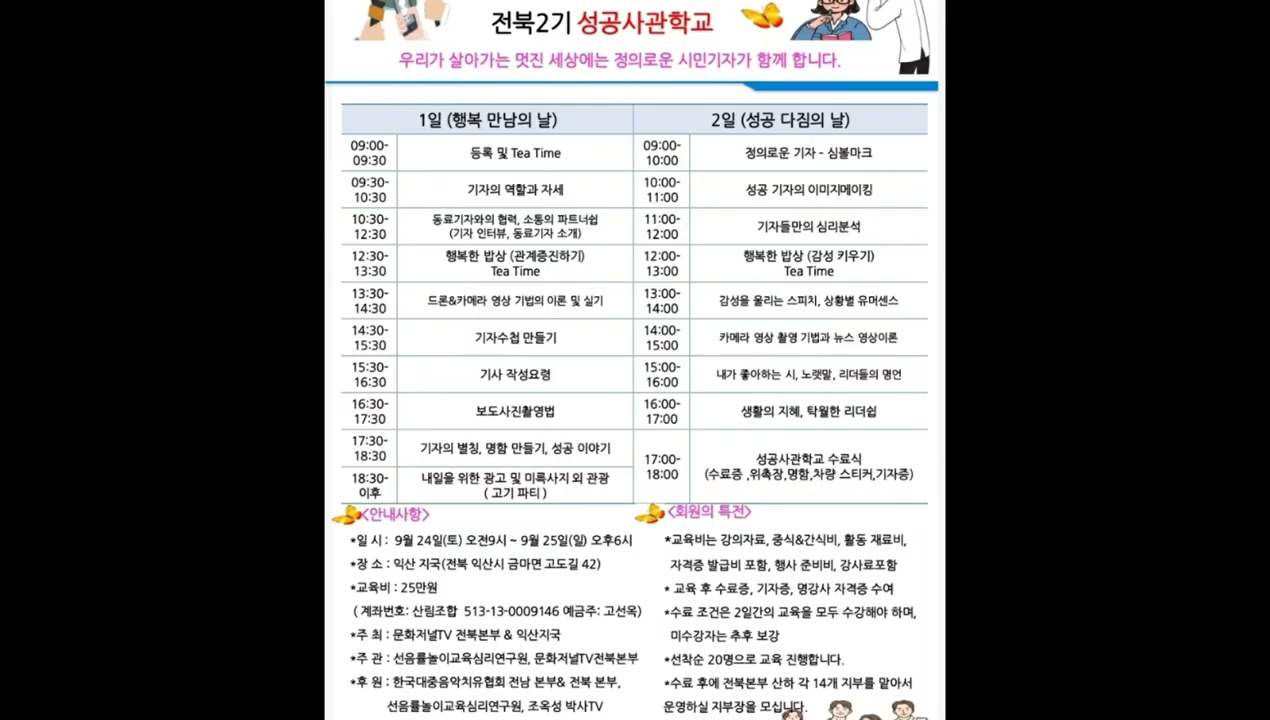 전북2기 성공사관학교
우리가 살아가는 멋진 세상에는 정의로운 시민기자가 함께 합니다.
1일 (행복 만남의 날)
09:00-09:30 등록 및 Tea Time
09:30-10:30 기자의 역할과 자세
10:30-12:30 동료기자와의 협력, 소통의 파트너쉽
(기자 인터뷰, 동료기자 소개)
12:30-13:30 행복한 밥상 (관계증진하기)
Tea Time
13:30-14:30 드론&카메라 영상 기법의 이론 및 실기
14:30-15:30 기자수첩 만들기
15:30-16:30 기사 작성요령
16:30-17:30 보도사진촬영법
17:30-18:30 기자의 별칭, 명함 만들기, 성공 이야기
18:30-이후 내일을 위한 광고 및 미륵사지 외 관광
( 고기 파티 )
2일 (성공 다짐의 날)
09:00-10:00 정의로운 기자 - 심볼마크
10:00-11:00 성공 기자의 이미지메이킹
11:00-12:00 기자들만의 심리분석
12:00-13:00 행복한 밥상 (감성 키우기)
Tea Time
13:00-14:00 감성을 울리는 스피치, 상황별 유머센스
14:00-15:00 카메라 영상 촬영 기법과 뉴스 영상이론
15:00-16:00 내가 좋아하는 시, 노랫말, 리더들의 명언
16:00-17:00 생활의 지혜, 탁월한 리더쉽
17:00-18:00 성공사관학교 수료식
(수료증 ,위촉장,명함,차량 스티커,기자증)
<안내사항>
*일 시 : 9월 24일(토) 오전9시 ~ 9월 25일(일) 오후6시
*장 소 : 익산 지국(전북 익산시 금마면 고도길 42)
*교육비 : 25만원
( 계좌번호: 산림조합 513-13-0009146 예금주: 고선옥)
*주 최 : 문화저널TV 전북본부 & 익산지국
*주 관 : 선음률놀이교육심리연구원, 문화저널TV전북본부
*후 원 : 한국대중음악치유협회 전남 본부& 전북 본부,
선음률놀이교육심리연구원, 조옥성 박사TV
<회원의 특전>
*교육비는 강의자료, 중식&간식비, 활동 재료비,
자격증 발급비 포함, 행사 준비비, 강사료포함
* 교육 후 수료증, 기자증, 명강사 자격증 수여
*수료 조건은 2일간의 교육을 모두 수강해야 하며,
미수강자는 추후 보강
*선착순 20명으로 교육 진행합니다.
*수료 후에 전북본부 산하 각 14개 지부를 맡아서
운영하실 지부장을 모십니다.